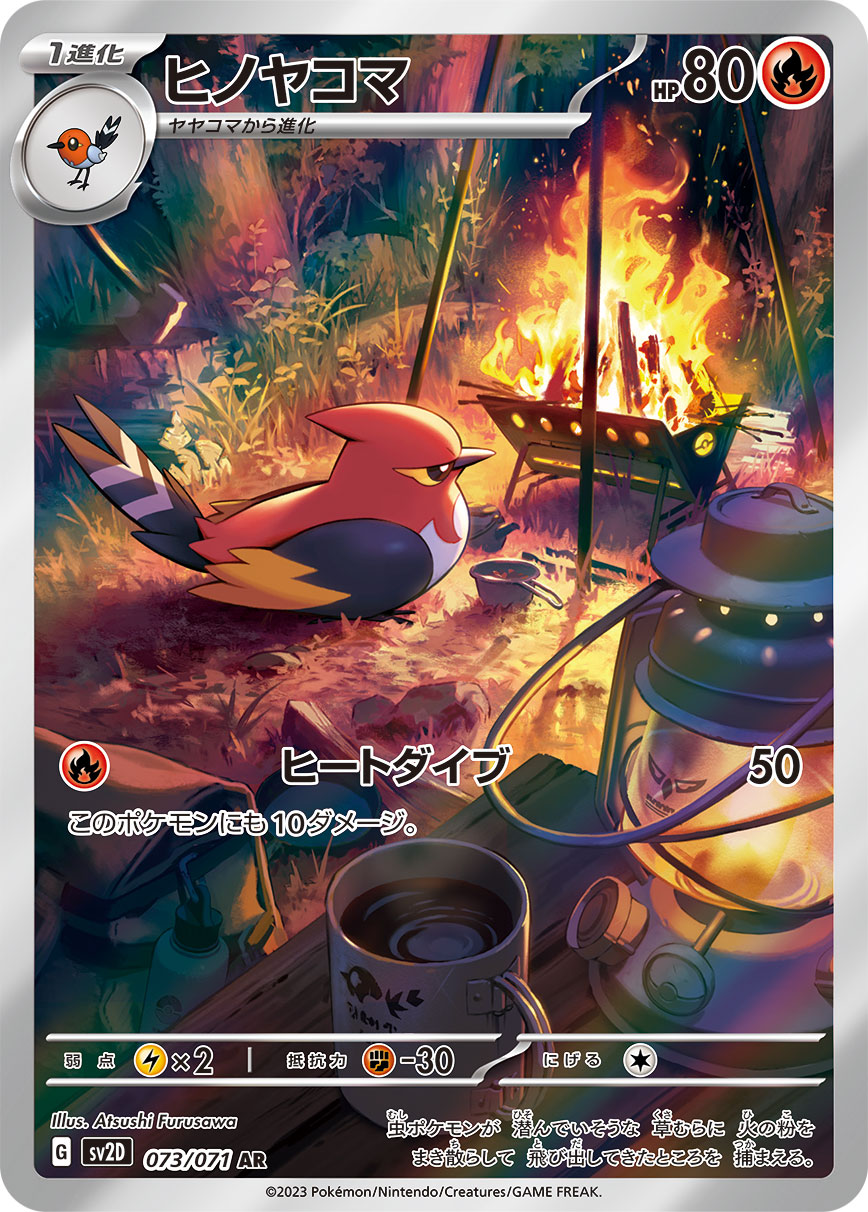 1進化
ヒノヤコマ
HP80
ヤヤコマから進化
ヒートダイブ 50
このポケモンにも10ダメージ。
弱点 ×2 抵抗力 -30 にげる
Illus. Atsushi Furusawa
虫ポケモンが 潜んでいそうな 草むらに 火の粉を
まき散らして 飛び出してきたところを 捕まえる。
G sv2D 073/071 AR
©2023 Pokémon/Nintendo/Creatures/GAME FREAK.